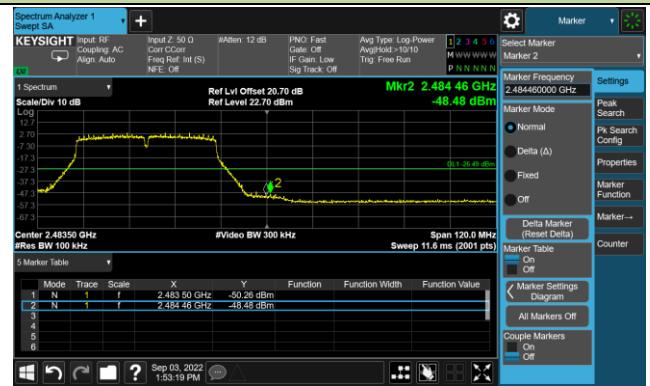 Spectrum Analyzer 1
Swept SA
+
Marker
KEYSIGHT
Input: RF
Coupling: AC
Align: Auto
Input Z: 50 Ω
Corr CCorr
Freq Ref: Int (S)
NFE: Off
#Atten: 12 dB
PNO: Fast
Gate: Off
IF Gain: Low
Sig Track: Off
Avg Type: Log-Power
Avg|Hold:>10/10
Trig: Free Run
1 2 3 4 5 6
M W W W W W
P N N N N N
LXI
Select Marker
Marker 2
1 Spectrum
Scale/Div 10 dB
Log
Ref Lvl Offset 20.70 dB
Ref Level 22.70 dBm
Mkr2 2.484 46 GHz
-48.48 dBm
12.7
2.70
-7.30
-17.3
-27.3
-37.3
-47.3
-57.3
-67.3
DL1 -26.49 dBm
2
Center 2.48350 GHz
#Res BW 100 kHz
#Video BW 300 kHz
Span 120.0 MHz
Sweep 11.6 ms (2001 pts)
5 Marker Table
Mode Trace Scale X Y Function Function Width Function Value
1 N 1 f 2.483 50 GHz -50.26 dBm
2 N 1 f 2.484 46 GHz -48.48 dBm
3
4
5
6
Marker Frequency
2.484460000 GHz
Marker Mode
Normal
Delta (Δ)
Fixed
Off
Delta Marker
(Reset Delta)
Marker Table
On
Off
Marker Settings
Diagram
All Markers Off
Couple Markers
On
Off
Settings
Peak
Search
Pk Search
Config
Properties
Marker
Function
Marker→
Counter
?
Sep 03, 2022
1:53:19 PM